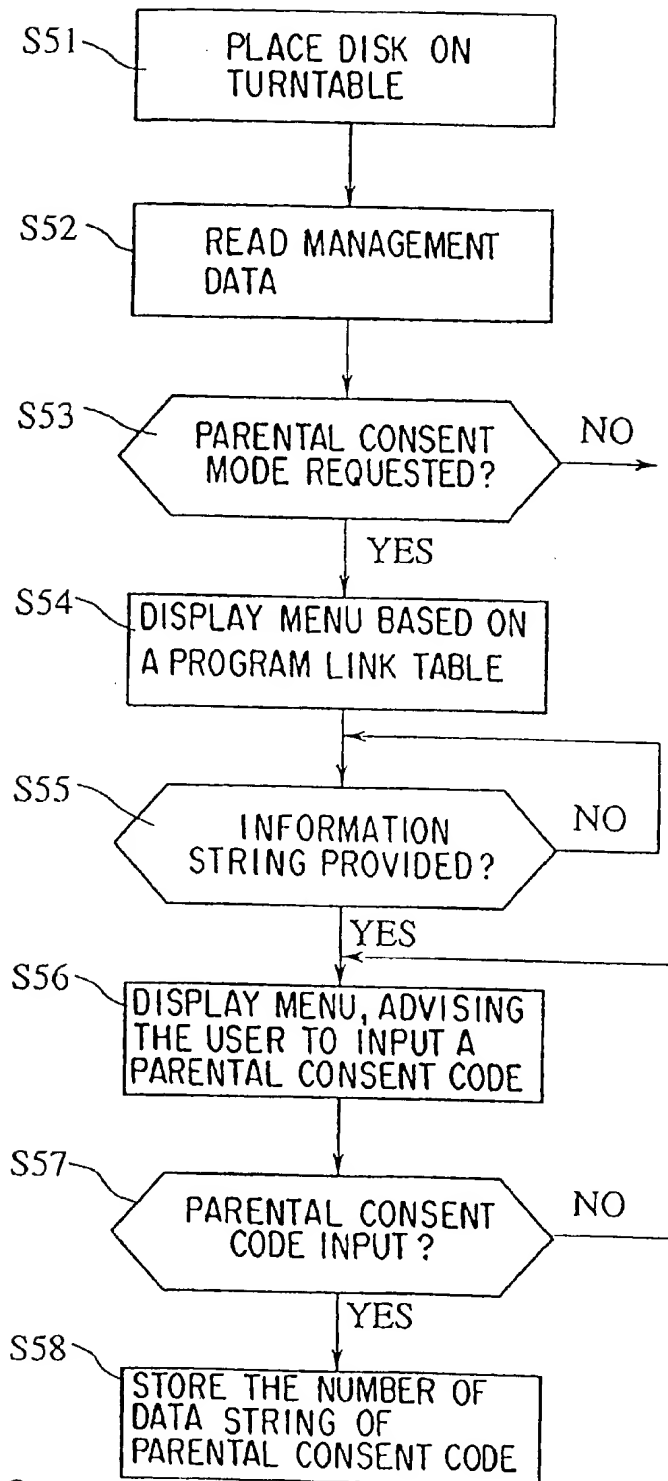 S51
PLACE DISK ON
TURNTABLE
S52
READ MANAGEMENT
DATA
S53
PARENTAL CONSENT
MODE REQUESTED?
NO
YES
S54
DISPLAY MENU BASED ON
A PROGRAM LINK TABLE
S55
INFORMATION
STRING PROVIDED?
NO
YES
S56
DISPLAY MENU, ADVISING
THE USER TO INPUT A
PARENTAL CONSENT CODE
S57
PARENTAL CONSENT
CODE INPUT?
NO
YES
S58
STORE THE NUMBER OF
DATA STRING OF
PARENTAL CONSENT CODE